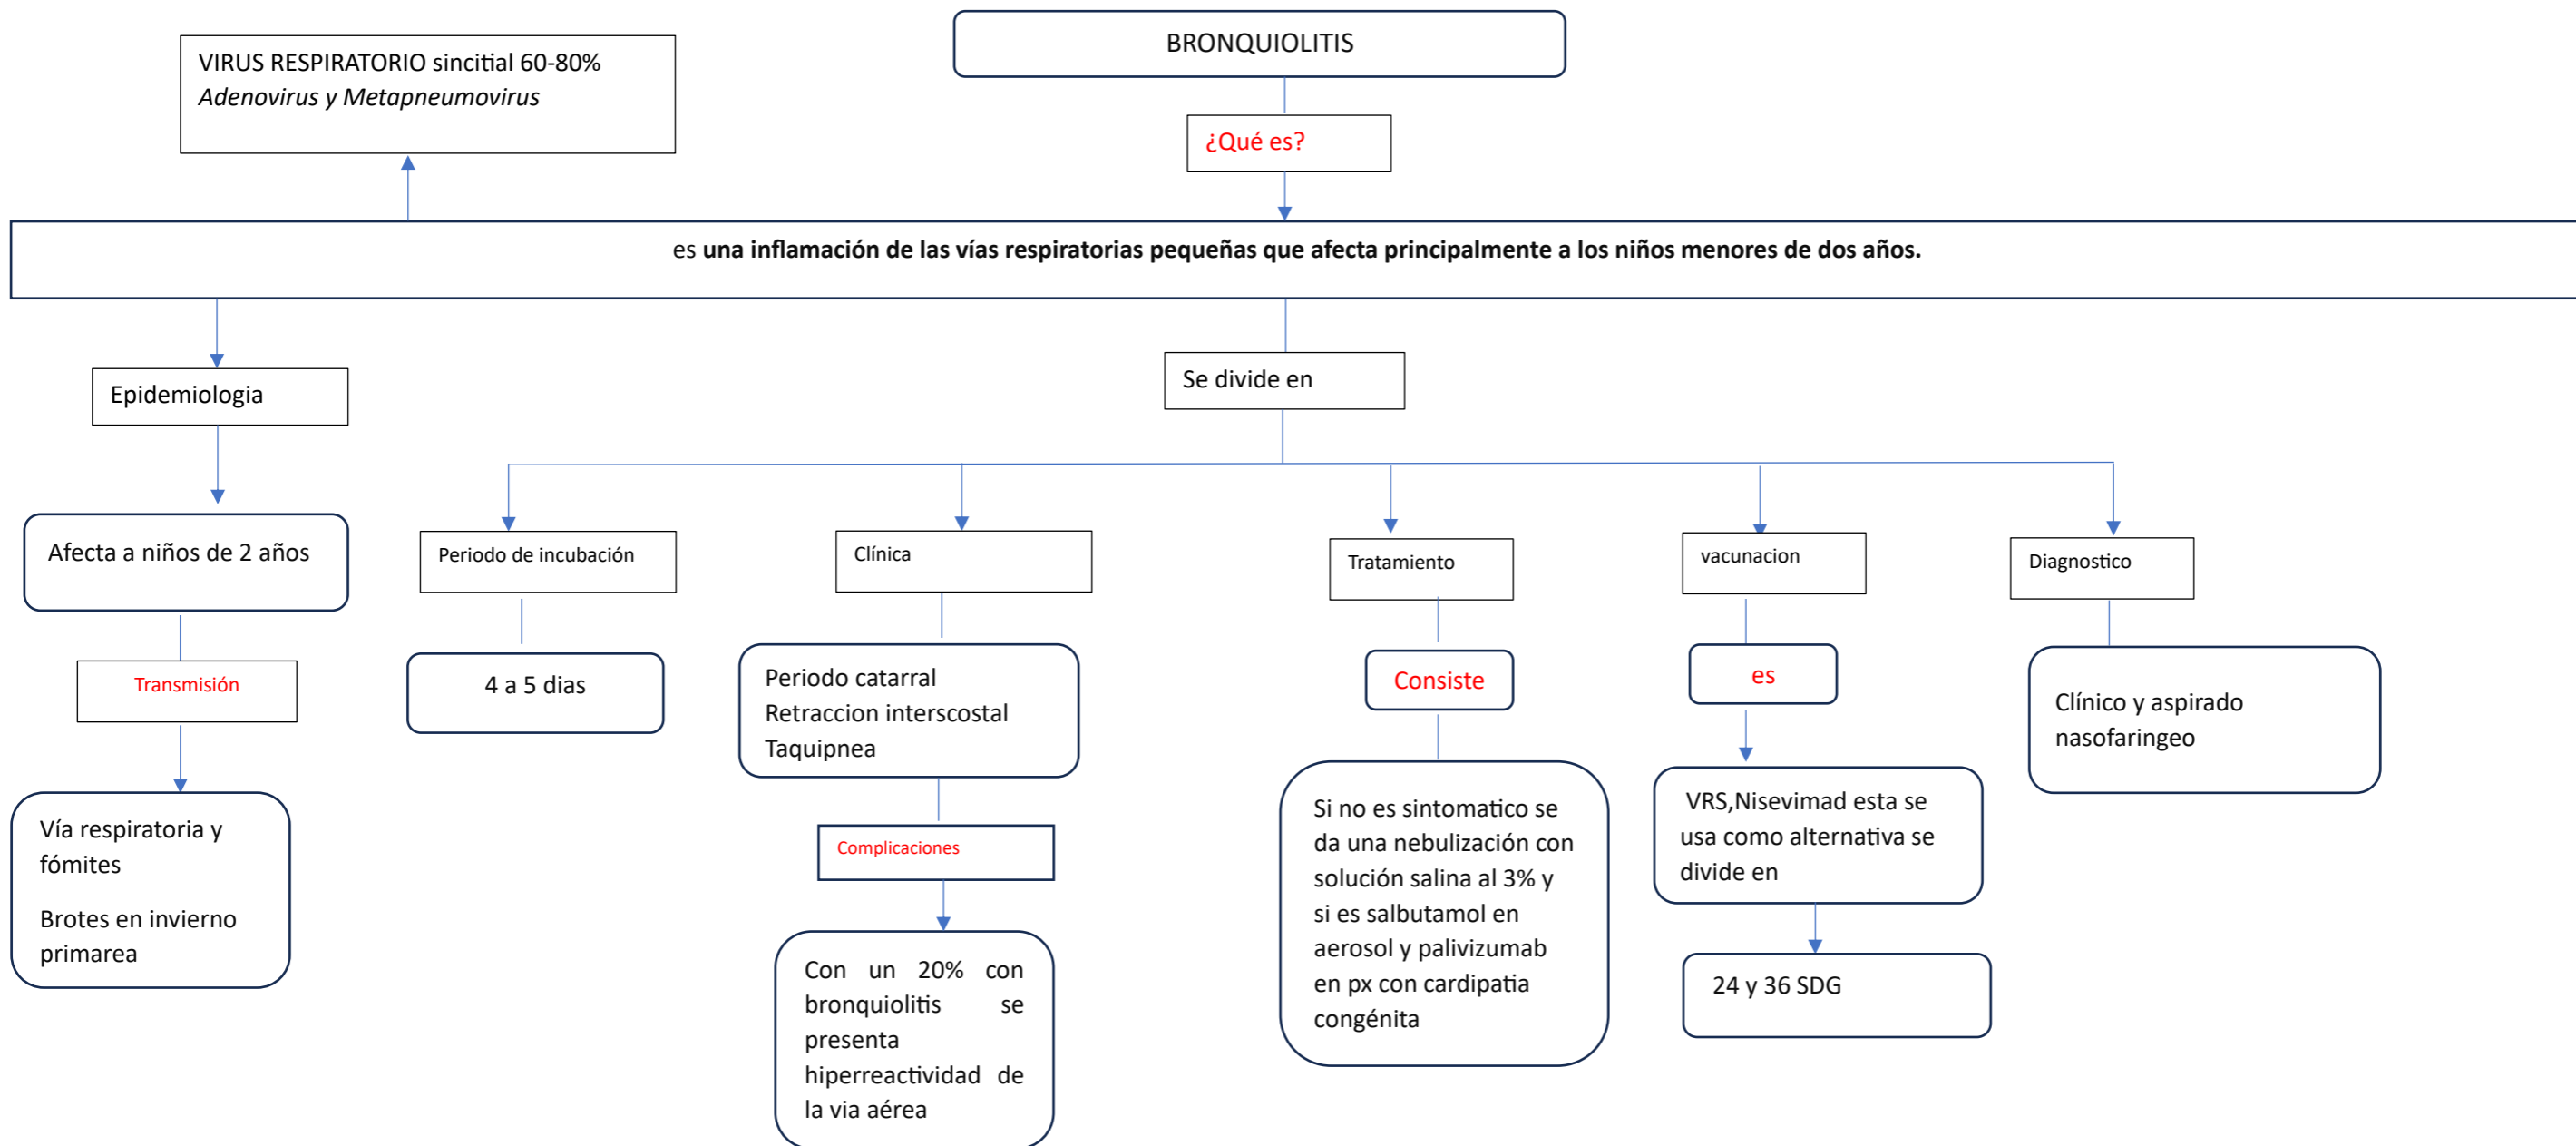 BRONQUIOLITIS
VIRUS RESPIRATORIO sincitial 60-80%
Adenovirus y Metapneumovirus
¿Qué es?
es una inflamación de las vías respiratorias pequeñas que afecta principalmente a los niños menores de dos años.
Epidemiologia
Se divide en
Afecta a niños de 2 años
Transmisión
Vía respiratoria y
fómites
Brotes en invierno
primarea
Periodo de incubación
4 a 5 dias
Clínica
Periodo catarral
Retraccion interscostal
Taquipnea
Complicaciones
Con un 20% con
bronquiolitis se
presenta
hiperreactividad de
la via aérea
Tratamiento
Consiste
Si no es sintomatico se
da una nebulización con
solución salina al 3% y
si es salbutamol en
aerosol y palivizumab
en px con cardipatia
congénita
vacunacion
es
VRS,Nisevimad esta se
usa como alternativa se
divide en
24 y 36 SDG
Diagnostico
Clínico y aspirado
nasofaringeo